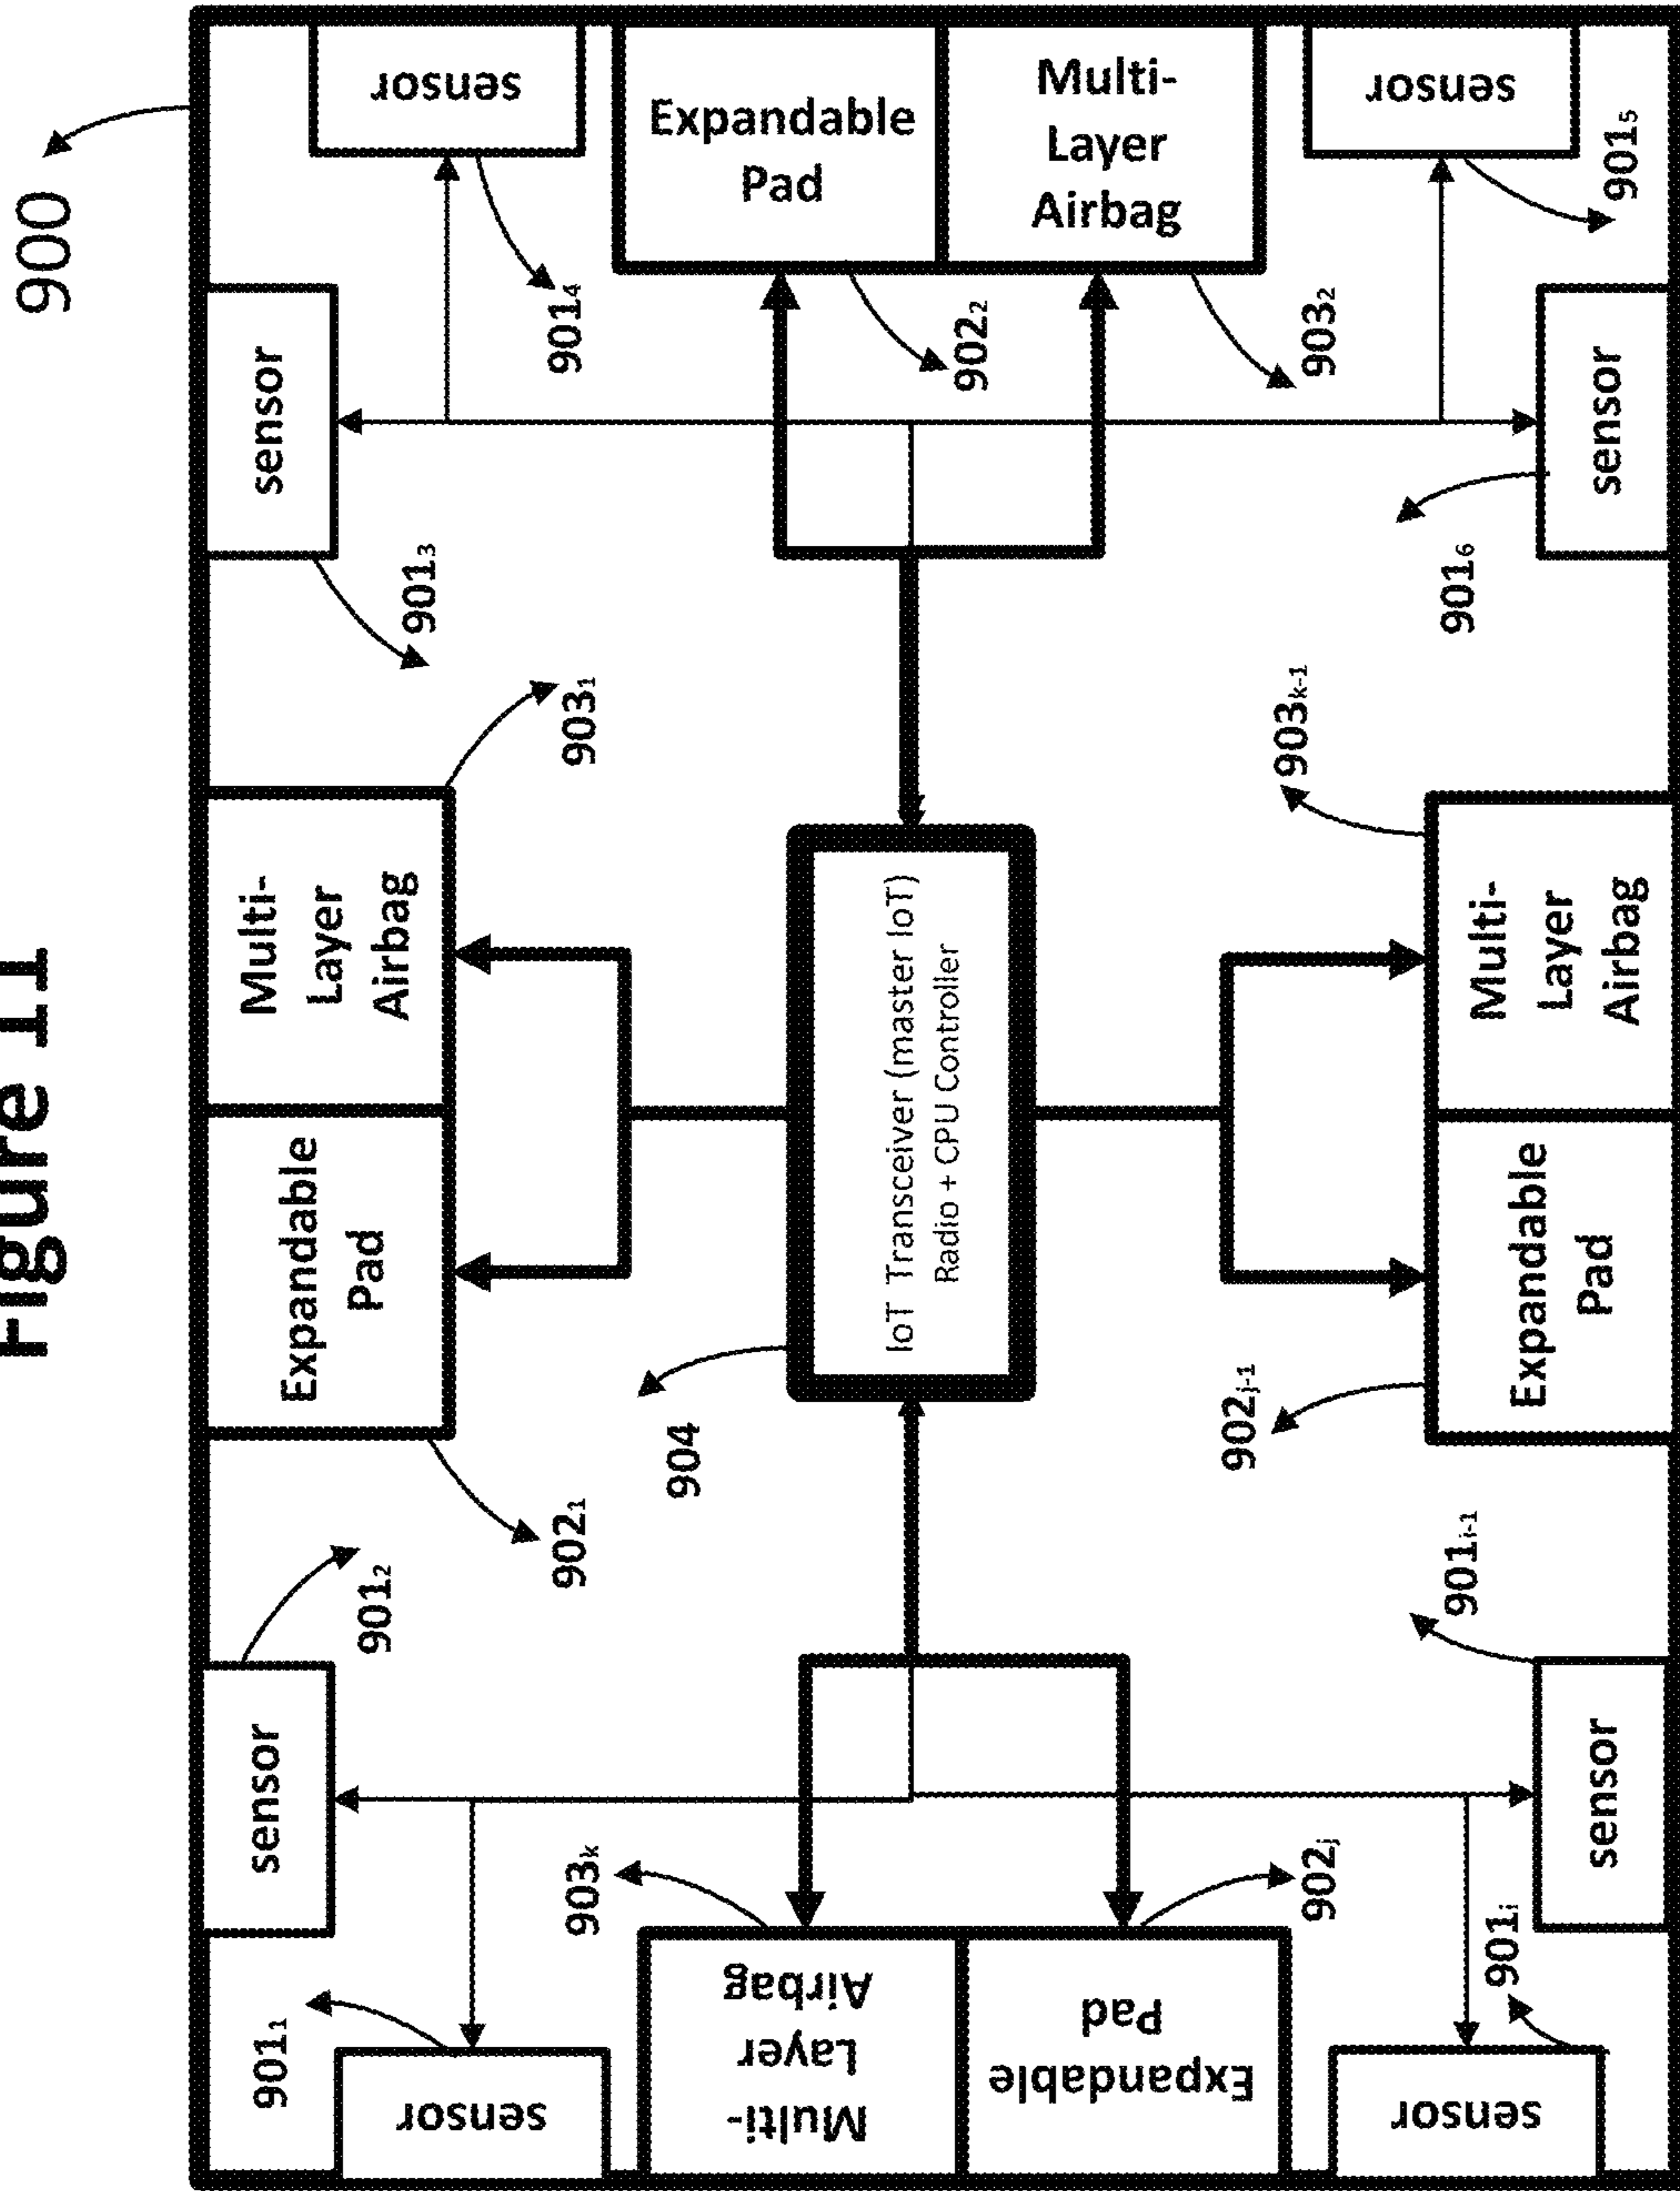 Figure 11
900
sensor
901₂
Expandable
Pad
902₁
Multi-
Layer
Airbag
903₁
sensor
901₃
901₁
sensor
sensor
901₄
903ₖ
Multi-
Layer
Airbag
904
IoT Transceiver (master IoT)
Radio + CPU Controller
Expandable
Pad
902₂
Expandable
Pad
902ⱼ
Multi-
Layer
Airbag
903₂
sensor
901ᵢ
sensor
901ᵢ₋₁
902ⱼ₋₁
Expandable
Pad
903ₖ₋₁
Multi-
Layer
Airbag
901₆
sensor
sensor
901₅